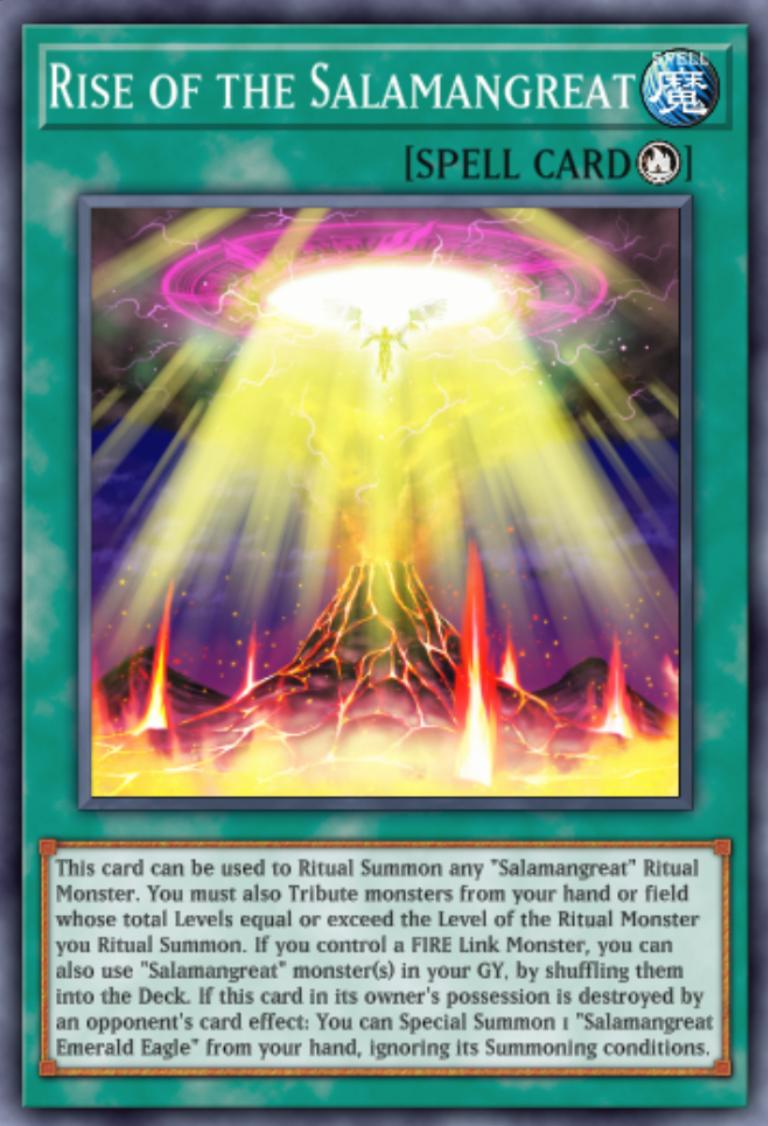 RISE OF THE SALAMANGREAT
SPELL
魔
[SPELL CARD]
This card can be used to Ritual Summon any "Salamangreat" Ritual
Monster. You must also Tribute monsters from your hand or field
whose total Levels equal or exceed the Level of the Ritual Monster
you Ritual Summon. If you control a FIRE Link Monster, you can
also use "Salamangreat" monster(s) in your GY, by shuffling them
into the Deck. If this card in its owner's possession is destroyed by
an opponent's card effect: You can Special Summon 1 "Salamangreat
Emerald Eagle" from your hand, ignoring its Summoning conditions.